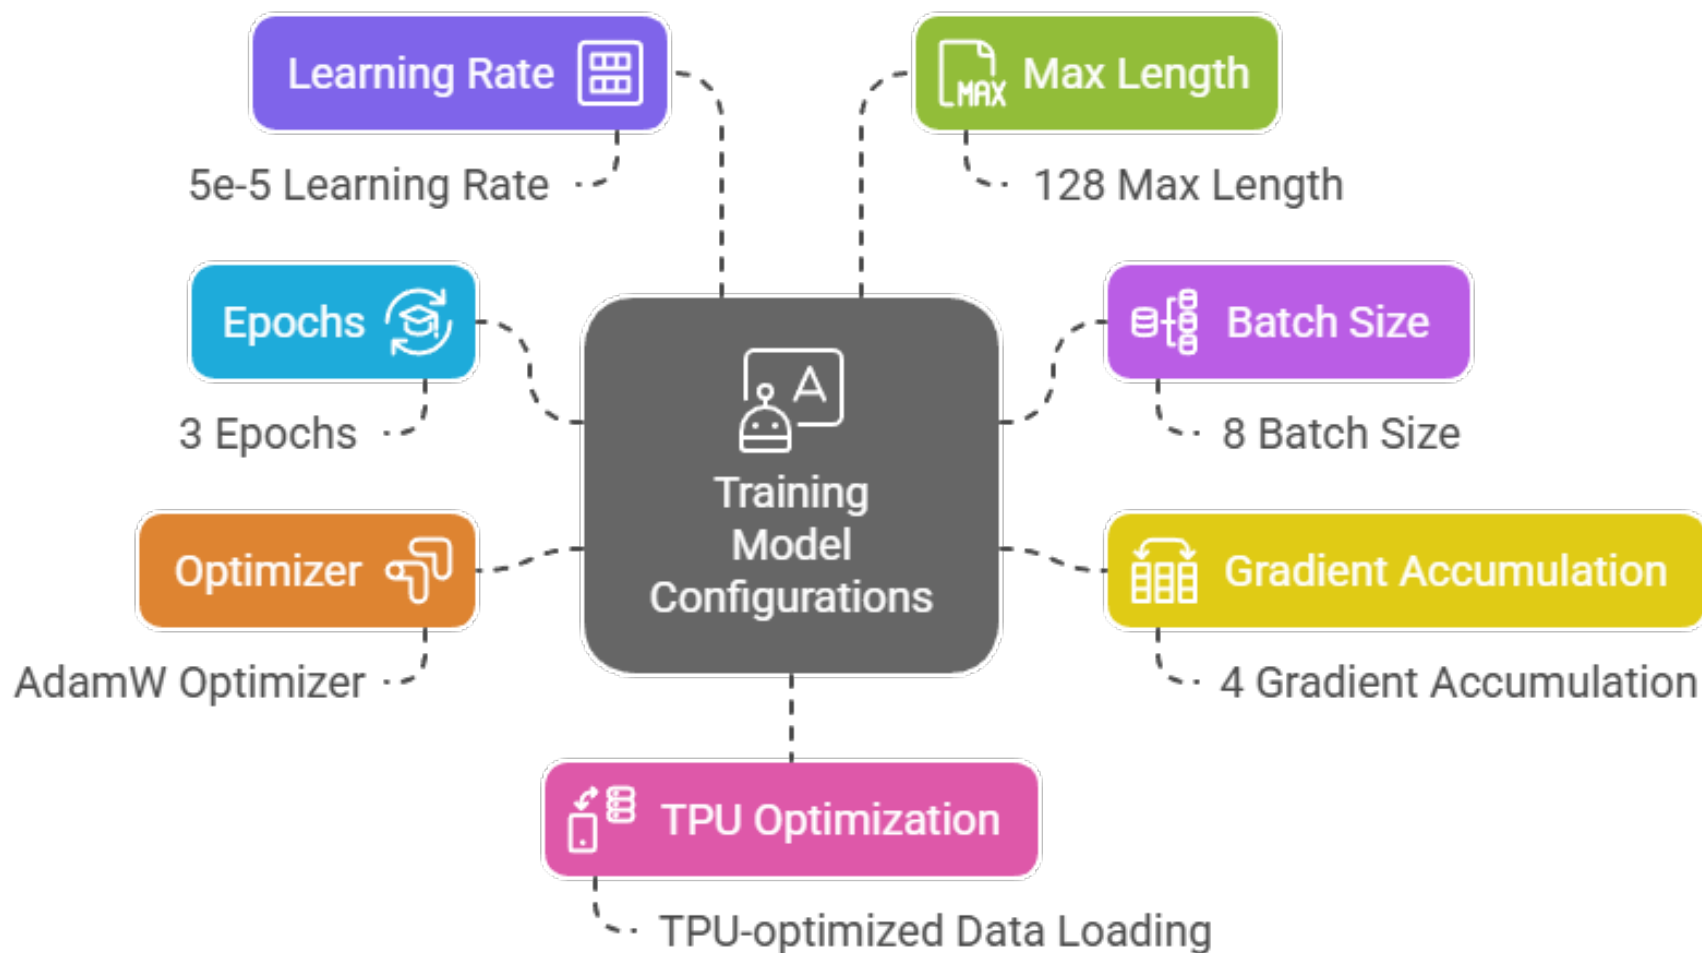 Learning Rate
MAX
Max Length
5e-5 Learning Rate
128 Max Length
Epochs
Batch Size
3 Epochs
8 Batch Size
A
Training
Model
Configurations
Optimizer
Gradient Accumulation
AdamW Optimizer
4 Gradient Accumulation
TPU Optimization
TPU-optimized Data Loading